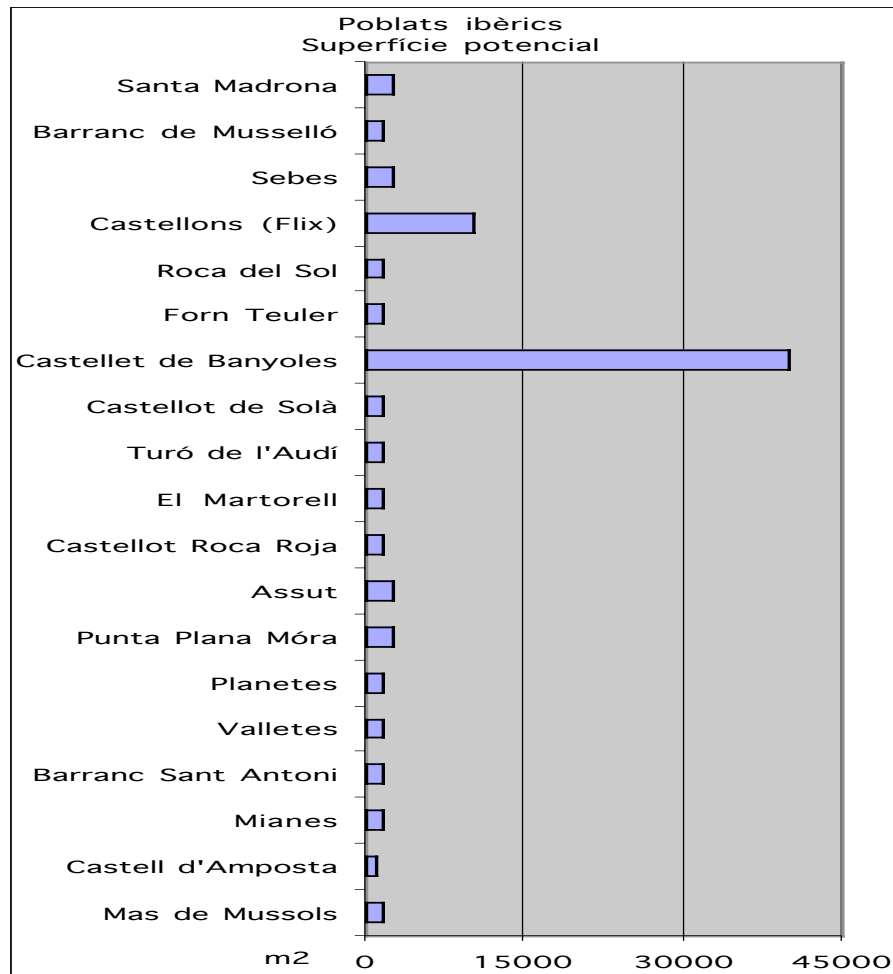 Poblats ibèrics
Superfície potencial
Santa Madrona
Barranc de Musselló
Sebes
Castellons (Flix)
Roca del Sol
Forn Teuler
Castellet de Banyoles
Castellot de Solà
Turó de l'Audí
El Martorell
Castellot Roca Roja
Assut
Punta Plana Móra
Planetes
Valletes
Barranc Sant Antoni
Mianes
Castell d'Amposta
Mas de Mussols
m2 0 15000 30000 45000